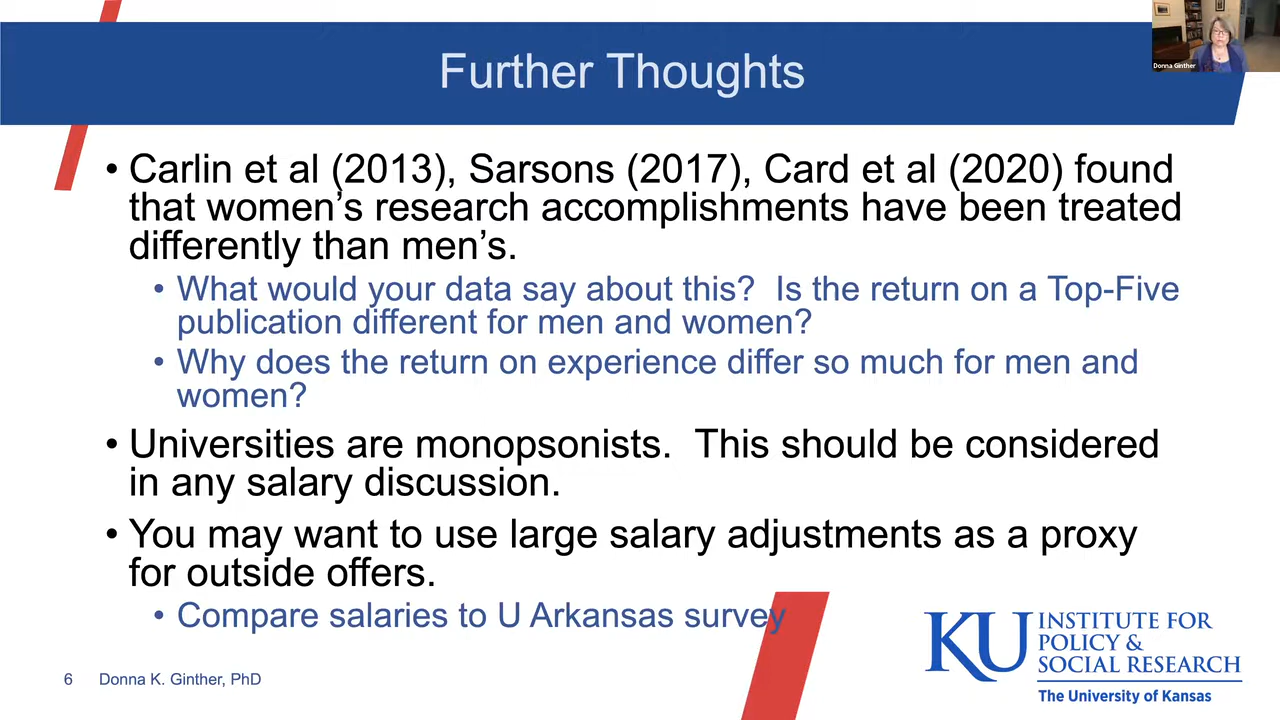 Further Thoughts
Donna Ginther
• Carlin et al (2013), Sarsons (2017), Card et al (2020) found
that women’s research accomplishments have been treated
differently than men’s.
• What would your data say about this?  Is the return on a Top-Five
publication different for men and women?
• Why does the return on experience differ so much for men and
women?
• Universities are monopsonists.  This should be considered
in any salary discussion.
• You may want to use large salary adjustments as a proxy
for outside offers.
• Compare salaries to U Arkansas survey
6 Donna K. Ginther, PhD
KU INSTITUTE FOR
POLICY &
SOCIAL RESEARCH
The University of Kansas